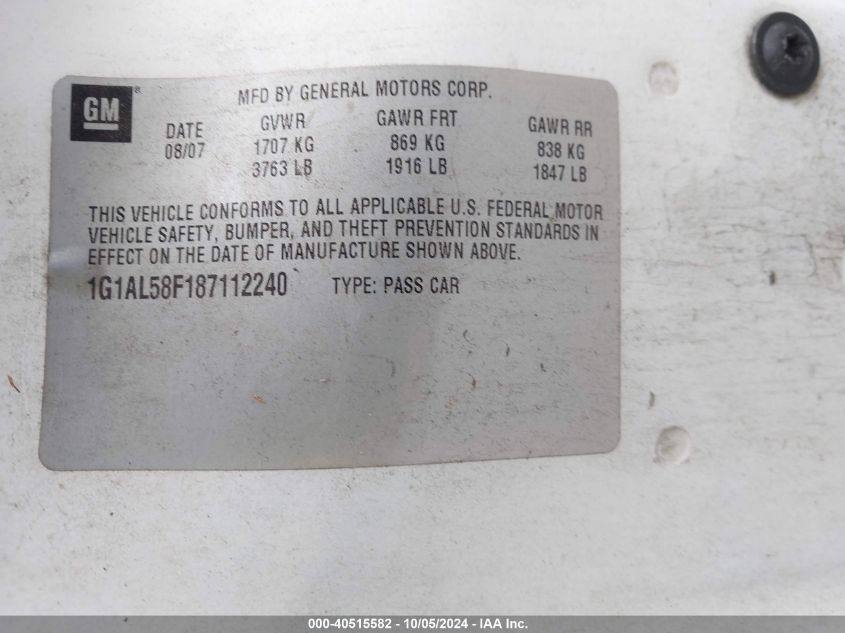 GM® MFD BY GENERAL MOTORS CORP.
DATE GVWR GAWR FRT GAWR RR
08/07 1707 KG 869 KG 838 KG
3763 LB 1916 LB 1847 LB
THIS VEHICLE CONFORMS TO ALL APPLICABLE U.S. FEDERAL MOTOR
VEHICLE SAFETY, BUMPER, AND THEFT PREVENTION STANDARDS IN
EFFECT ON THE DATE OF MANUFACTURE SHOWN ABOVE.
1G1AL58F187112240 TYPE: PASS CAR
000-40515582 - 10/05/2024 - IAA Inc.